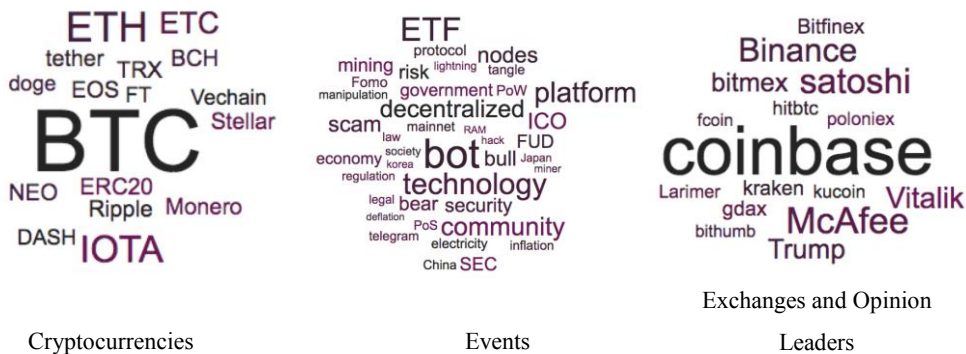 ETH ETC
tether BCH
TRX
doge EOS FT Vechain
BTC Stellar
NEO ERC20
Ripple Monero
DASH IOTA
Cryptocurrencies
ETF
protocol nodes
mining lightning
risk tangle
Fomo government PoW platform
manipulation decentralized
scam mainnet RAM ICO
law hack FUD
society bot bull Japan
economy korea miner
regulation technology
legal bear security
deflation
PoS community
telegram electricity inflation
China SEC
Events
Bitfinex
Binance
bitmex satoshi
hitbtc
fcoin poloniex
coinbase
Larimer kraken kucoin Vitalik
gdax McAfee
bithumb Trump
Exchanges and Opinion
Leaders